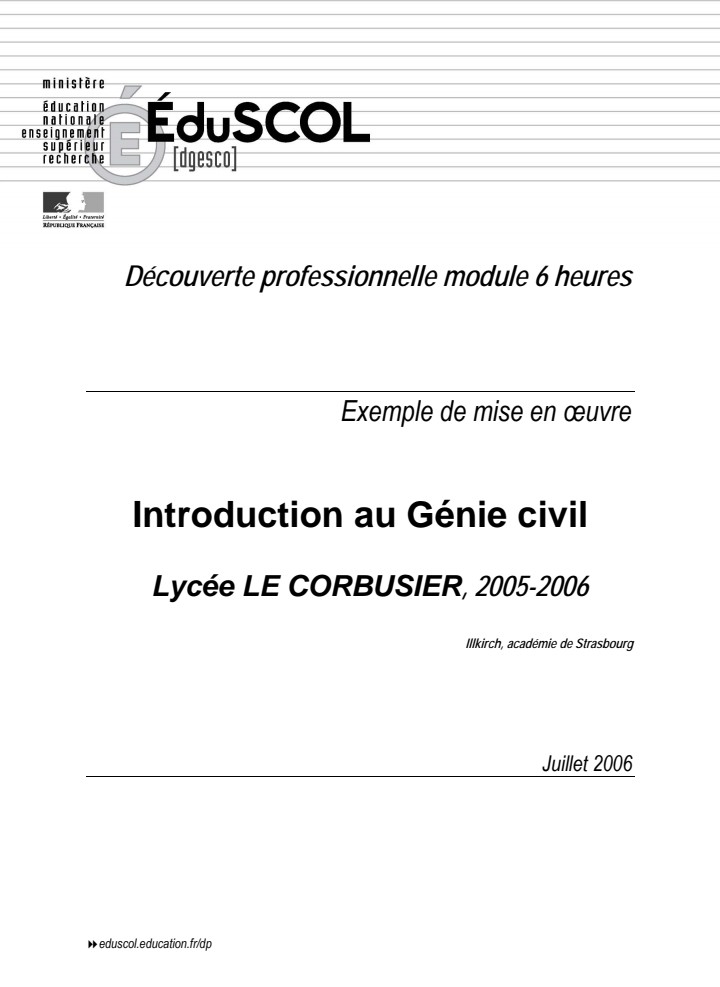 ministère
éducation
nationale
enseignement
supérieur
recherche
É
ÉduSCOL
[dgesco]
Liberté • Égalité • Fraternité
RÉPUBLIQUE FRANÇAISE
Découverte professionnelle module 6 heures
Exemple de mise en œuvre
Introduction au Génie civil
Lycée LE CORBUSIER, 2005-2006
Illkirch, académie de Strasbourg
Juillet 2006
eduscol.education.fr/dp